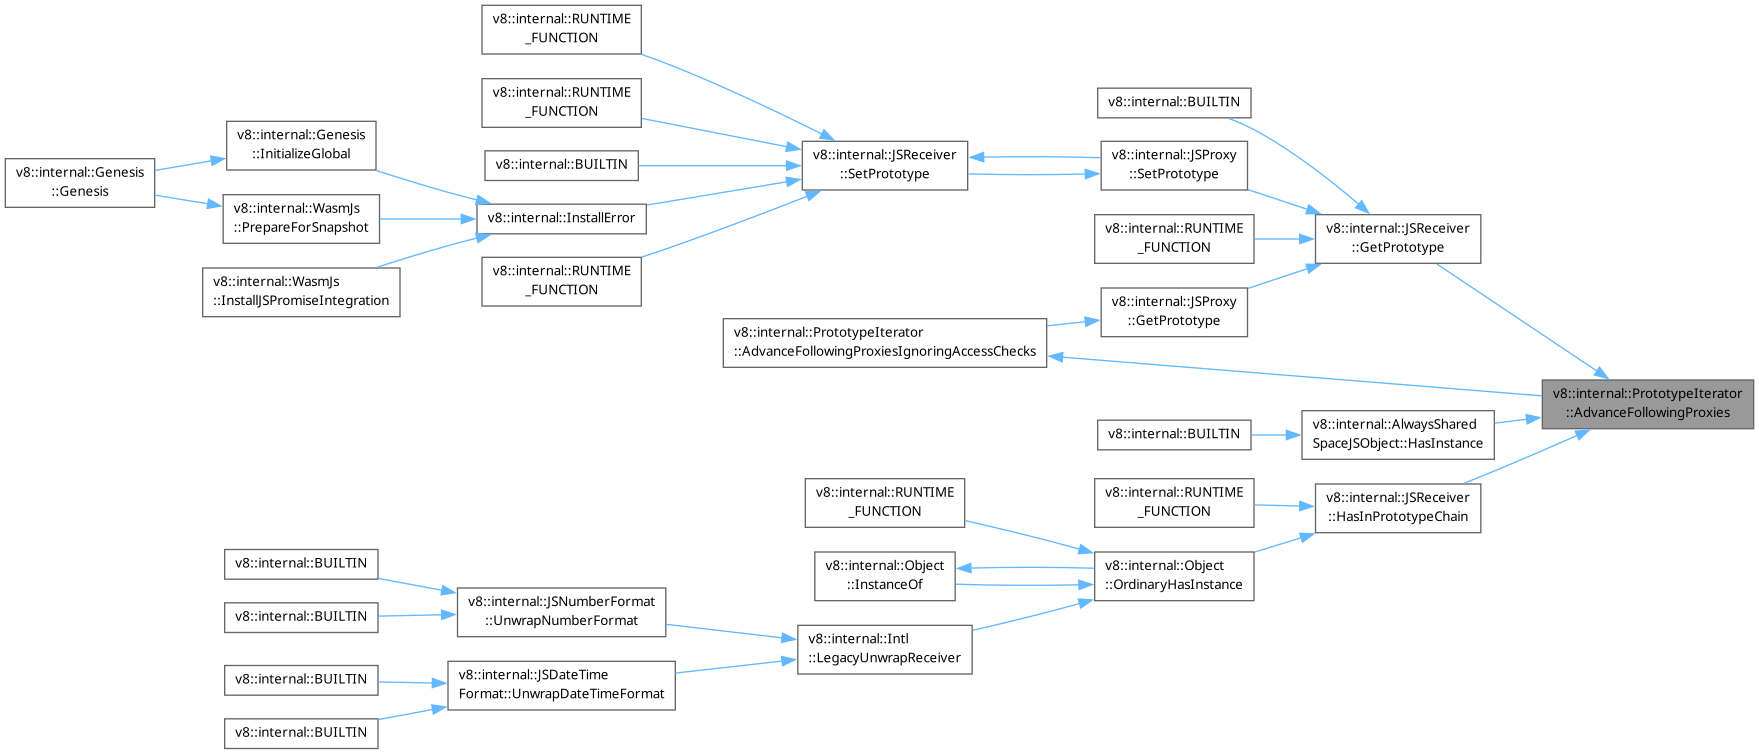 v8::internal::RUNTIME
_FUNCTION
v8::internal::RUNTIME
_FUNCTION
v8::internal::BUILTIN
v8::internal::Genesis
::InitializeGlobal
v8::internal::JSReceiver
::SetPrototype
v8::internal::JSProxy
::SetPrototype
v8::internal::BUILTIN
v8::internal::Genesis
::Genesis
v8::internal::WasmJs
::PrepareForSnapshot
v8::internal::InstallError
v8::internal::RUNTIME
_FUNCTION
v8::internal::JSReceiver
::GetPrototype
v8::internal::WasmJs
::InstallJSPromiseIntegration
v8::internal::RUNTIME
_FUNCTION
v8::internal::JSProxy
::GetPrototype
v8::internal::PrototypeIterator
::AdvanceFollowingProxiesIgnoringAccessChecks
v8::internal::PrototypeIterator
::AdvanceFollowingProxies
v8::internal::BUILTIN
v8::internal::AlwaysShared
SpaceJSObject::HasInstance
v8::internal::RUNTIME
_FUNCTION
v8::internal::RUNTIME
_FUNCTION
v8::internal::JSReceiver
::HasInPrototypeChain
v8::internal::BUILTIN
v8::internal::Object
::InstanceOf
v8::internal::Object
::OrdinaryHasInstance
v8::internal::BUILTIN
v8::internal::JSNumberFormat
::UnwrapNumberFormat
v8::internal::Intl
::LegacyUnwrapReceiver
v8::internal::BUILTIN
v8::internal::JSDateTime
Format::UnwrapDateTimeFormat
v8::internal::BUILTIN